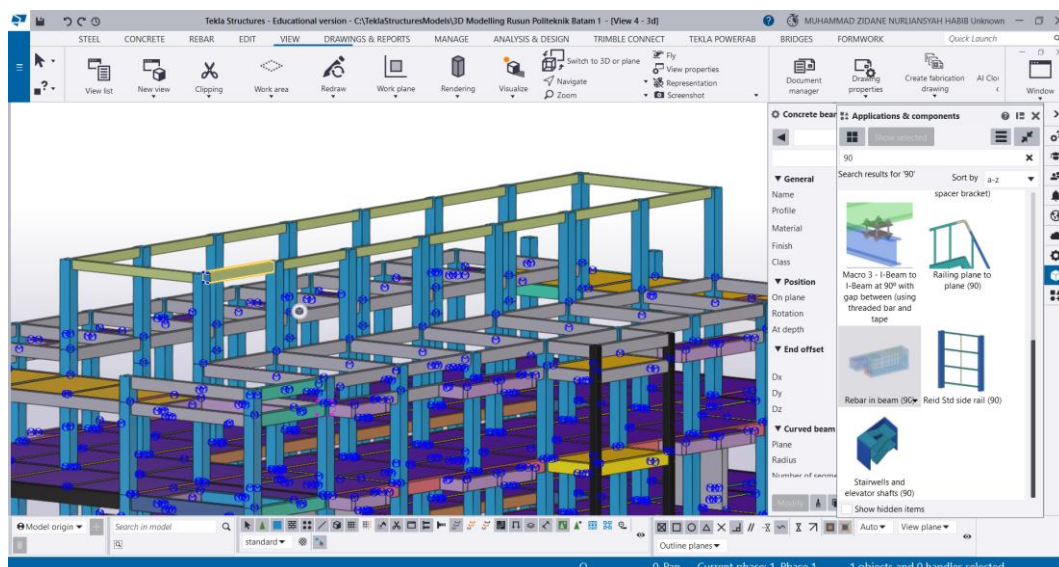 Tekla Structures - Educational version - C:\TeklaStructuresModels\3D Modelling Rusun Politeknik Batam 1 - [View 4 - 3d]
MUHAMMAD ZIDANE NURLIANSYAH HABIB Unknown
STEEL CONCRETE REBAR EDIT VIEW DRAWINGS & REPORTS MANAGE ANALYSIS & DESIGN TRIMBLE CONNECT TEKLA POWERFAB BRIDGES FORMWORK Quick Launch
View list
New view
Clipping
Work area
Redraw
Work plane
Rendering
Visualize
Switch to 3D or plane
Navigate
Zoom
Fly
View properties
Representation
Screenshot
Document manager
Drawing properties
Create fabrication drawing
AI Clou
Window
Concrete bear
General
Name
Profile
Material
Finish
Class
Position
On plane
Rotation
At depth
End offset
Dx
Dy
Dz
Curved beam
Plane
Radius
Number of segme
Modify
Applications & components
Show selected
90
Search results for '90'
Sort by a-z
spacer bracket)
Macro 3 - I-Beam to
I-Beam at 90º with
gap between (using
threaded bar and
tape
Railing plane to
plane (90)
Rebar in beam (90)
Reid Std side rail (90)
Stairwells and
elevator shafts (90)
Show hidden items
Model origin
Search in model
standard
Auto
View plane
Outline planes
Pan Current phase: 1, Phase 1 1 objects and 0 handles selected